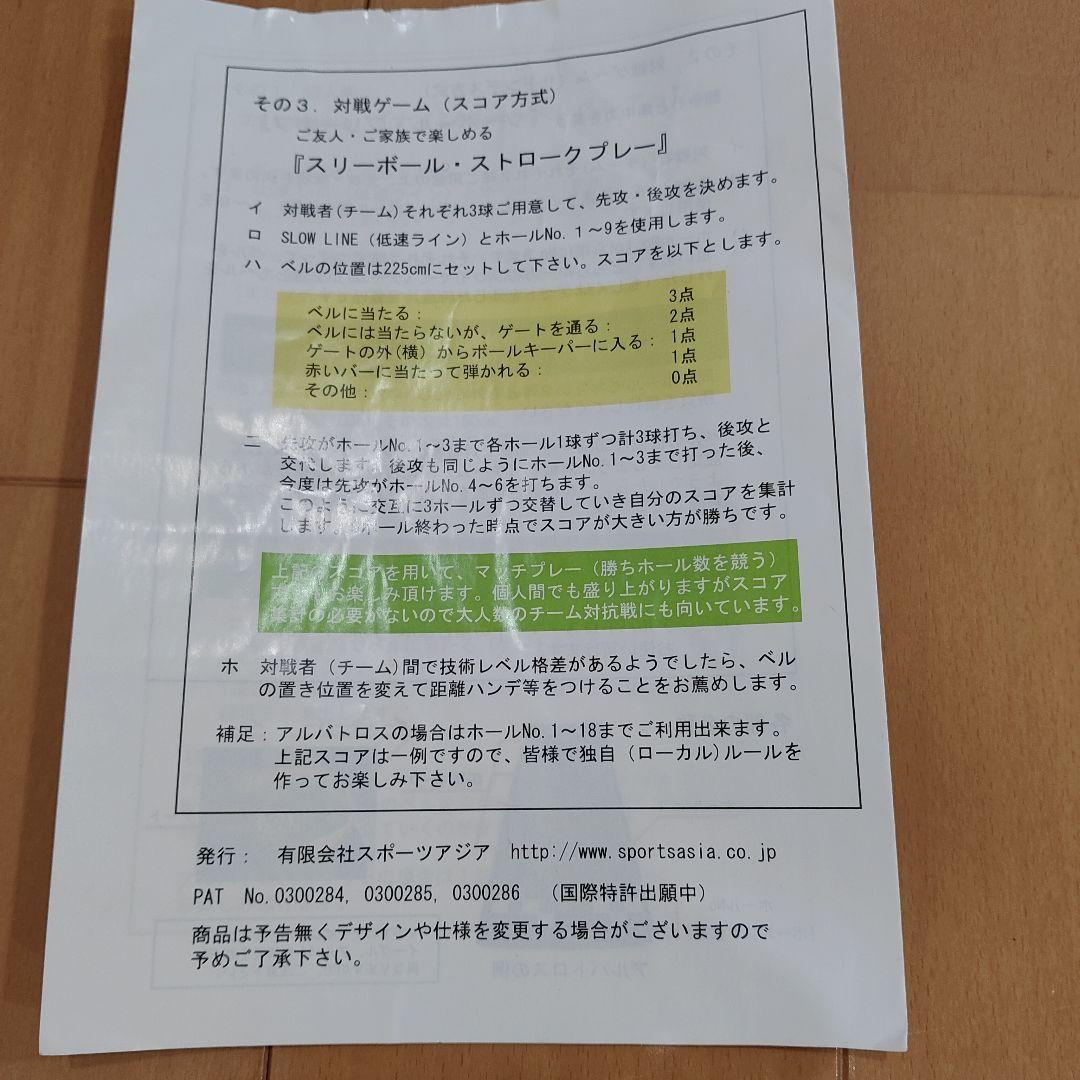 その３．対戦ゲーム（スコア方式）
ご友人・ご家族で楽しめる
『スリーボール・ストロークプレー』
イ 対戦者(チーム)それぞれ3球ご用意して、先攻・後攻を決めます。
ロ SLOW LINE（低速ライン）とホールNo.１～9を使用します。
ハ ベルの位置は225cmにセットして下さい。スコアを以下とします。
ベルに当たる： 3点
ベルには当たらないが、ゲートを通る： 2点
ゲートの外(横）からボールキーパーに入る： 1点
赤いバーに当たって弾かれる： 1点
その他： 0点
ニ 先攻がホールNo.1～3まで各ホール1球ずつ計3球打ち、後攻と
交代します。後攻も同じようにホールNo.1～3まで打った後、
今度は先攻がホールNo.4～6を打ちます。
このように交互に3ホールずつ交替していき自分のスコアを集計
します。ホール終わった時点でスコアが大きい方が勝ちです。
上記 スコアを用いて、マッチプレー（勝ちホール数を競う）
お楽しみ頂けます。個人間でも盛り上がりますがスコア
集計の必要がないので大人数のチーム対抗戦にも向いています。
ホ 対戦者（チーム)間で技術レベル格差があるようでしたら、ベル
の置き位置を変えて距離ハンデ等をつけることをお薦めします。
補足：アルバトロスの場合はホールNo.1～18までご利用出来ます。
上記スコアは一例ですので、皆様で独自（ローカル)ルールを
作ってお楽しみ下さい。
発行： 有限会社スポーツアジア http://www.sportsasia.co.jp
PAT No.0300284, 0300285, 0300286 （国際特許出願中）
商品は予告無くデザインや仕様を変更する場合がございますので
予めご了承下さい。